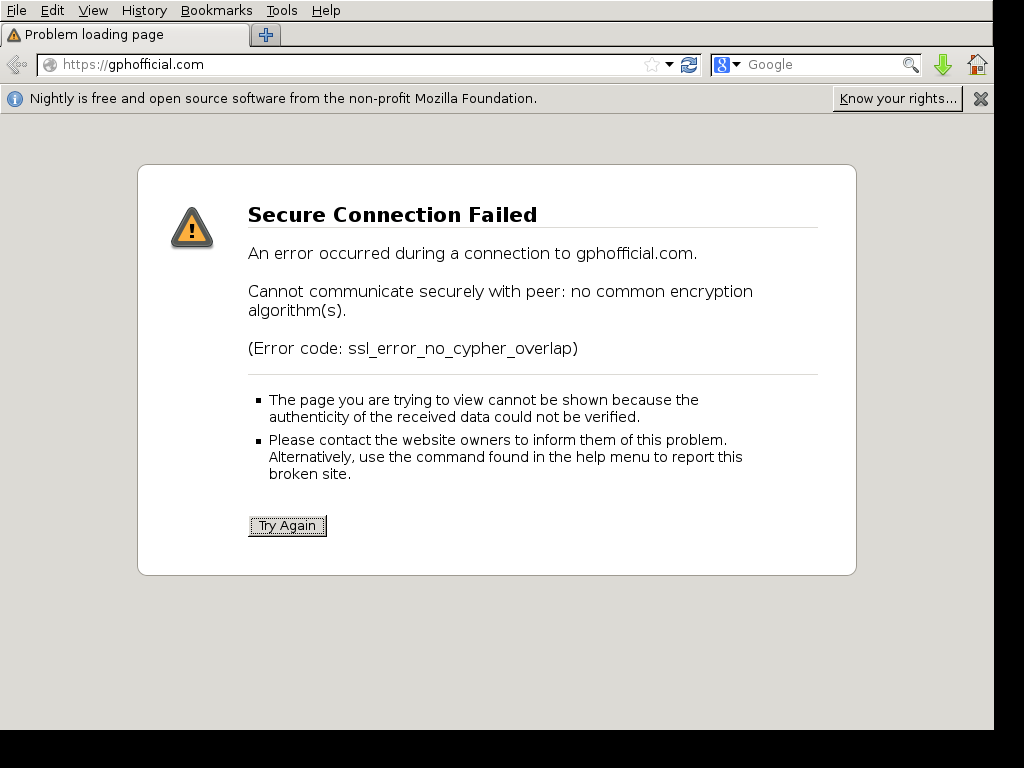 File Edit View History Bookmarks Tools Help
Problem loading page
https://gphofficial.com
Google
Nightly is free and open source software from the non-profit Mozilla Foundation.
Know your rights...
Secure Connection Failed
An error occurred during a connection to gphofficial.com.
Cannot communicate securely with peer: no common encryption
algorithm(s).
(Error code: ssl_error_no_cypher_overlap)
The page you are trying to view cannot be shown because the
authenticity of the received data could not be verified.
Please contact the website owners to inform them of this problem.
Alternatively, use the command found in the help menu to report this
broken site.
Try Again